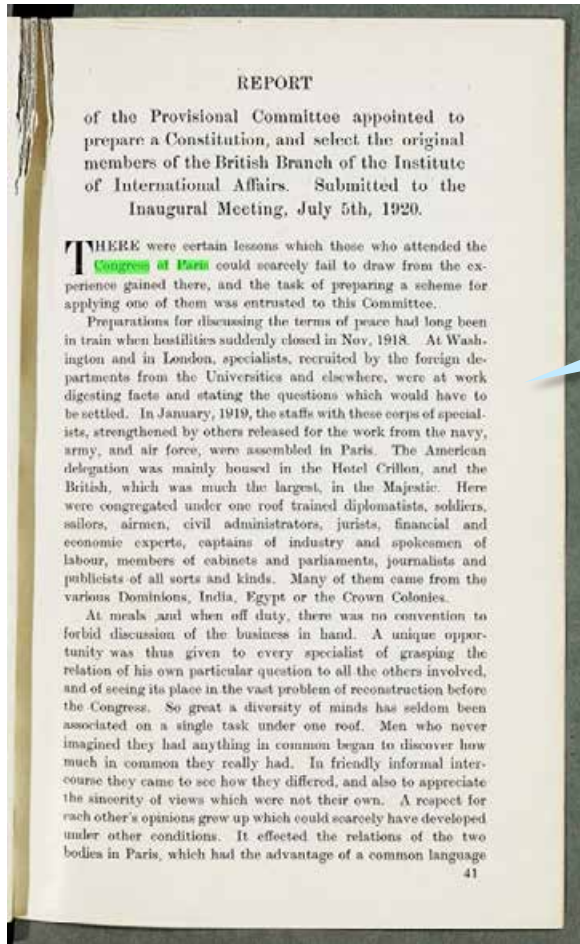 REPORT
of the Provisional Committee appointed to
prepare a Constitution, and select the original
members of the British Branch of the Institute
of International Affairs. Submitted to the
Inaugural Meeting, July 5th, 1920.
THERE were certain lessons which those who attended the
Congress of Paris could scarcely fail to draw from the ex-
perience gained there, and the task of preparing a scheme for
applying one of them was entrusted to this Committee.
Preparations for discussing the terms of peace had long been
in train when hostilities suddenly closed in Nov, 1918. At Wash-
ington and in London, specialists, recruited by the foreign de-
partments from the Universities and elsewhere, were at work
digesting facts and stating the questions which would have to
be settled. In January, 1919, the staffs with these corps of special-
ists, strengthened by others released for the work from the navy,
army, and air force, were assembled in Paris. The American
delegation was mainly housed in the Hotel Crillon, and the
British, which was much the largest, in the Majestic. Here
were congregated under one roof trained diplomatists, soldiers,
sailors, airmen, civil administrators, jurists, financial and
economic experts, captains of industry and spokesmen of
labour, members of cabinets and parliaments, journalists and
publicists of all sorts and kinds. Many of them came from the
various Dominions, India, Egypt or the Crown Colonies.
At meals ,and when off duty, there was no convention to
forbid discussion of the business in hand. A unique oppor-
tunity was thus given to every specialist of grasping the
relation of his own particular question to all the others involved,
and of seeing its place in the vast problem of reconstruction before
the Congress. So great a diversity of minds has seldom been
associated on a single task under one roof. Men who never
imagined they had anything in common began to discover how
much in common they really had. In friendly informal inter-
course they came to see how they differed, and also to appreciate
the sincerity of views which were not their own. A respect for
each other's opinions grew up which could scarcely have developed
under other conditions. It effected the relations of the two
bodies in Paris, which had the advantage of a common language
41